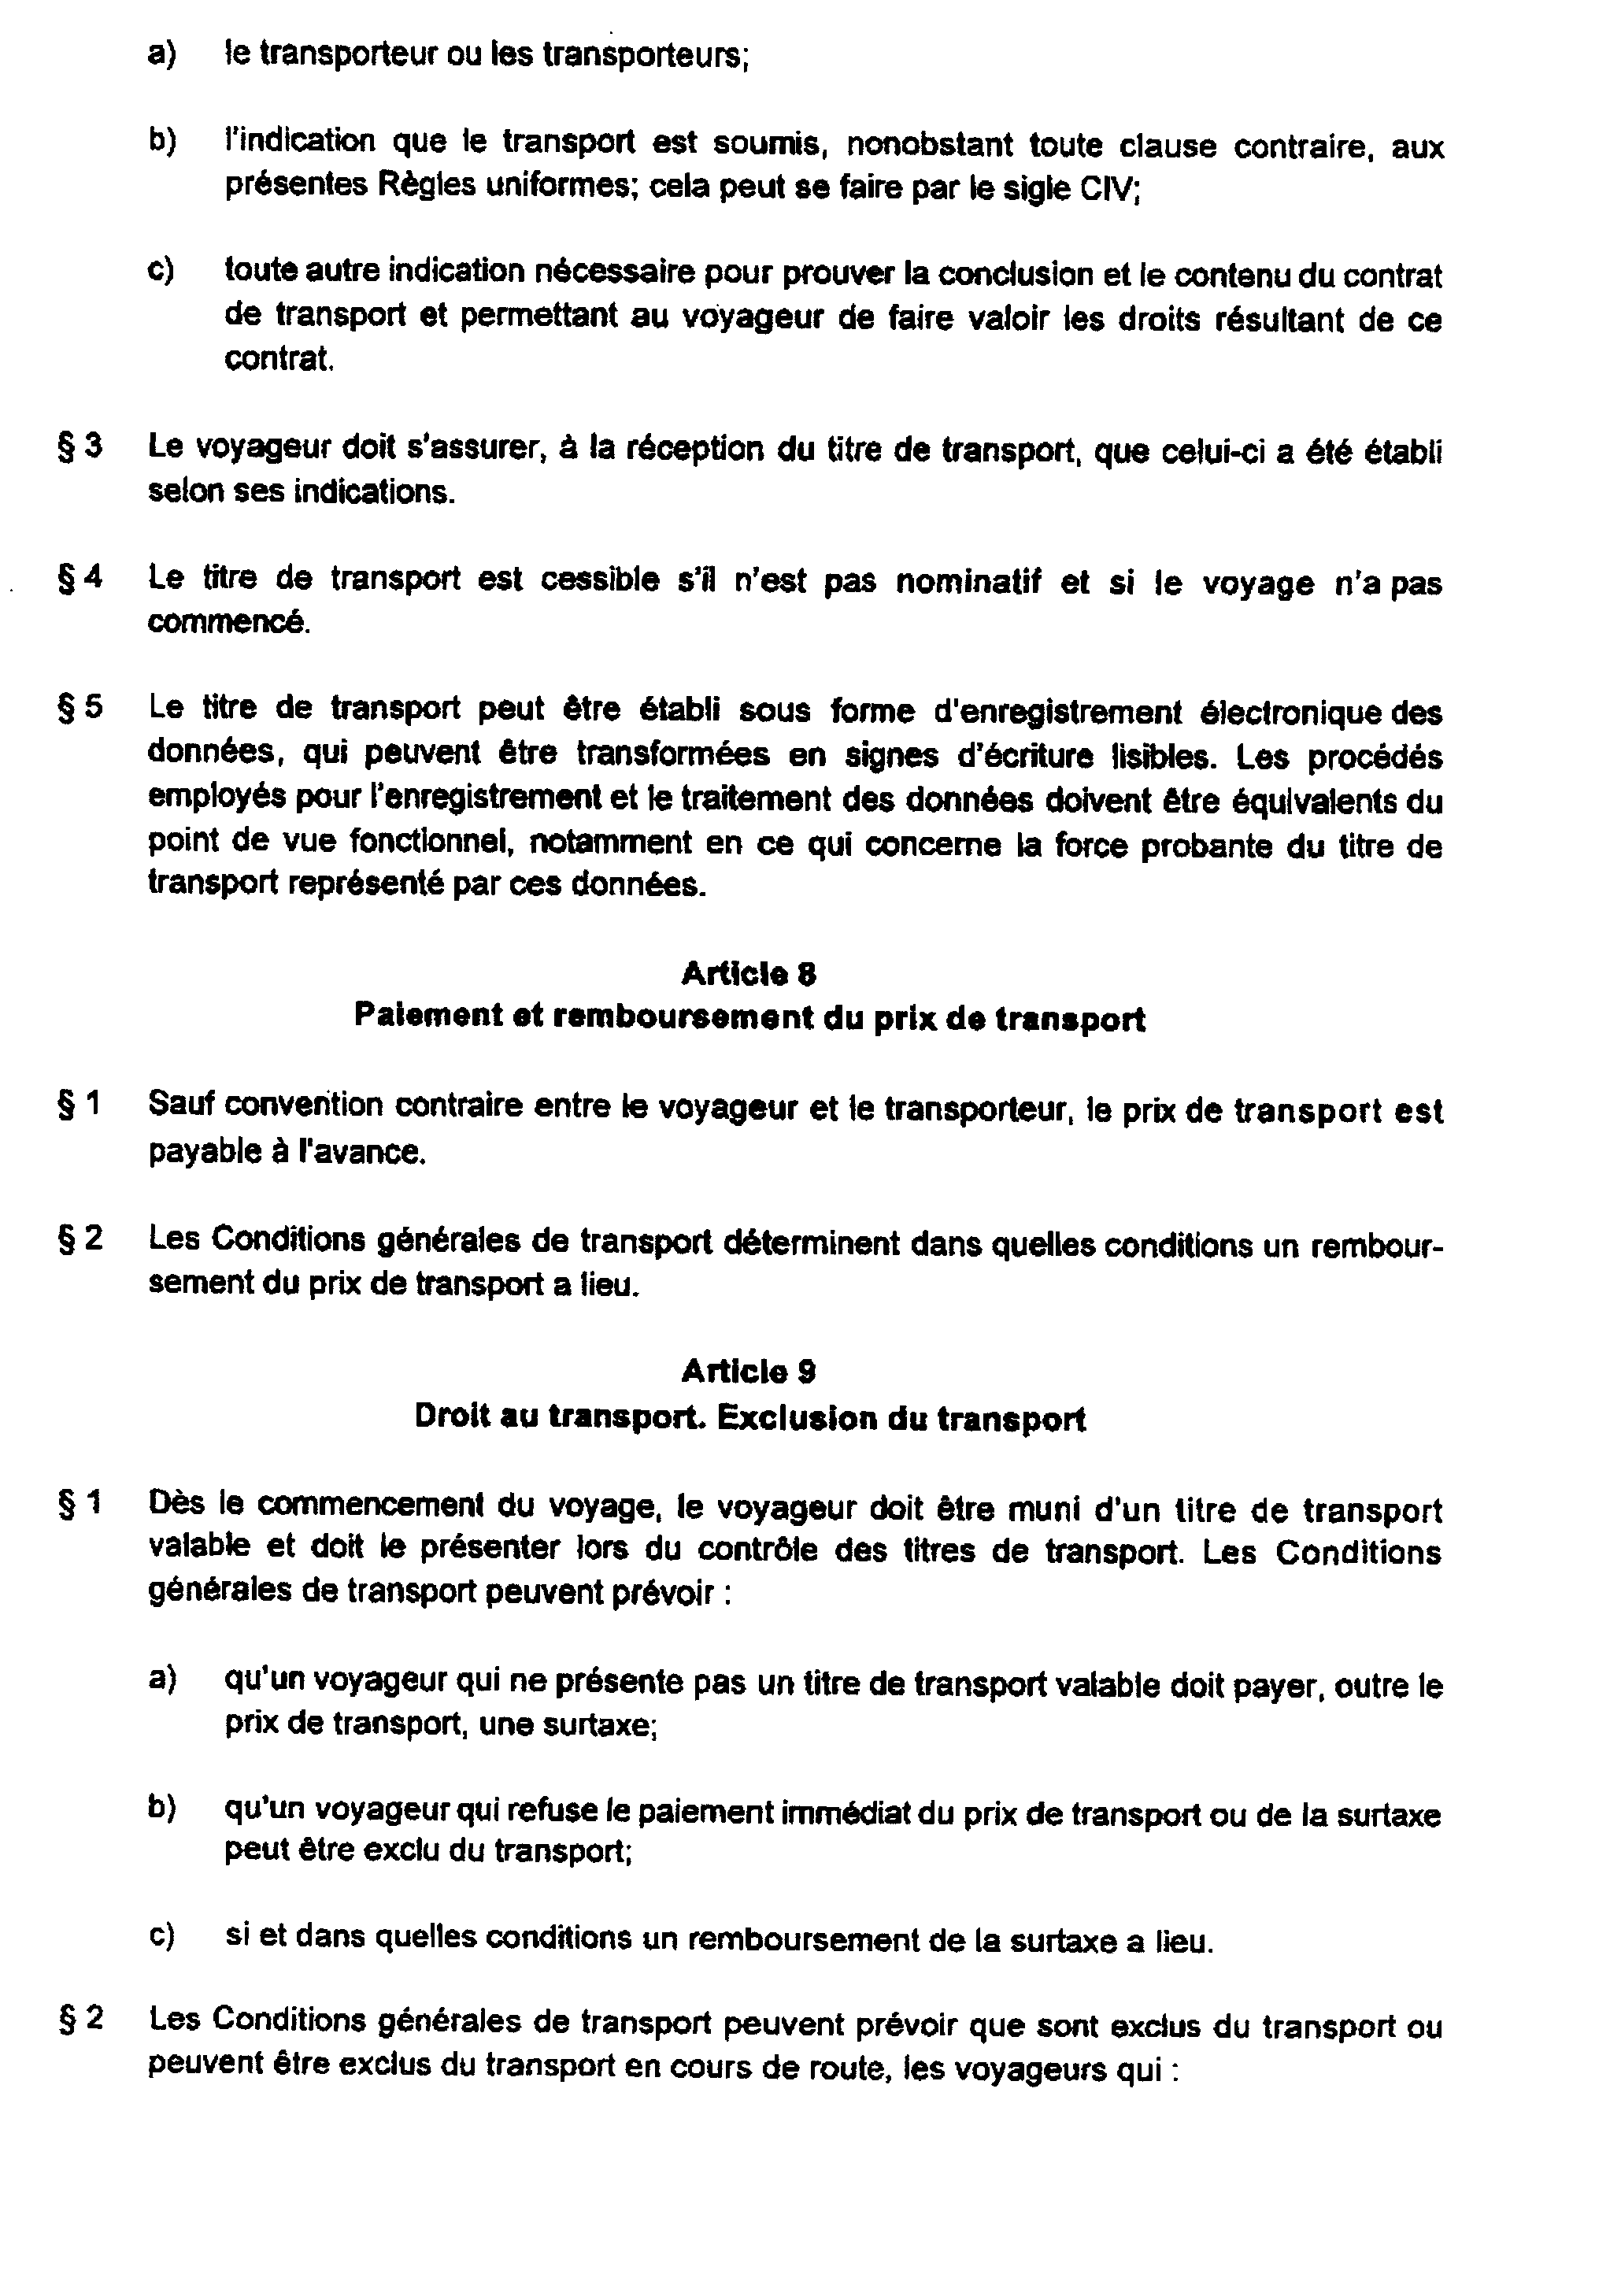 a) le transporteur ou les transporteurs;
b) l'indication que le transport est soumis, nonobstant toute clause contraire, aux
présentes Règles uniformes; cela peut se faire par le sigle CIV;
c) toute autre indication nécessaire pour prouver la conclusion et le contenu du contrat
de transport et permettant au voyageur de faire valoir les droits résultant de ce
contrat.
§ 3 Le voyageur doit s'assurer, à la réception du titre de transport, que celui-ci a été établi
selon ses indications.
§ 4 Le titre de transport est cessible s'il n'est pas nominatif et si le voyage n'a pas
commencé.
§ 5 Le titre de transport peut être établi sous forme d'enregistrement électronique des
données, qui peuvent être transformées en signes d'écriture lisibles. Les procédés
employés pour l'enregistrement et le traitement des données doivent être équivalents du
point de vue fonctionnel, notamment en ce qui concerne la force probante du titre de
transport représenté par ces données.
Article 8
Paiement et remboursement du prix de transport
§ 1 Sauf convention contraire entre le voyageur et le transporteur, le prix de transport est
payable à l'avance.
§ 2 Les Conditions générales de transport déterminent dans quelles conditions un rembour-
sement du prix de transport a lieu.
Article 9
Droit au transport. Exclusion du transport
§ 1 Dès le commencement du voyage, le voyageur doit être muni d'un titre de transport
valable et doit le présenter lors du contrôle des titres de transport. Les Conditions
générales de transport peuvent prévoir :
a) qu'un voyageur qui ne présente pas un titre de transport valable doit payer, outre le
prix de transport, une surtaxe;
b) qu'un voyageur qui refuse le paiement immédiat du prix de transport ou de la surtaxe
peut être exclu du transport;
c) si et dans quelles conditions un remboursement de la surtaxe a lieu.
§ 2 Les Conditions générales de transport peuvent prévoir que sont exclus du transport ou
peuvent être exclus du transport en cours de route, les voyageurs qui :